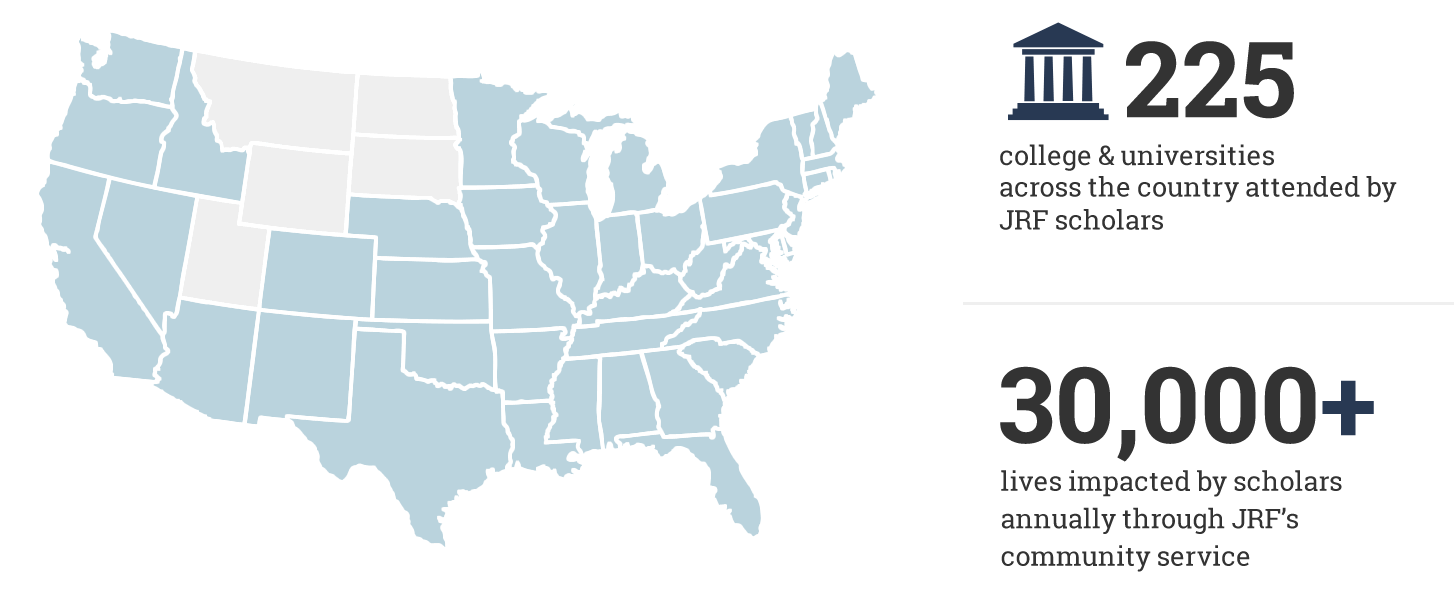 225
college & universities
across the country attended by
JRF scholars
30,000+
lives impacted by scholars
annually through JRF’s
community service